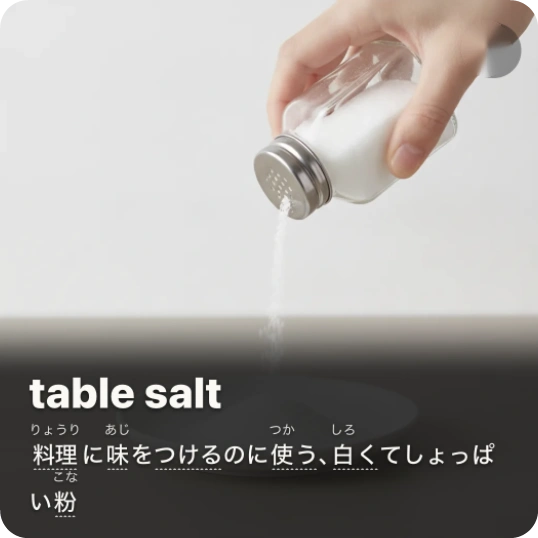 table salt
りょうり あじ つか しろ
料理に味をつけるのに使う、白くてしょっぱ
こな
い粉